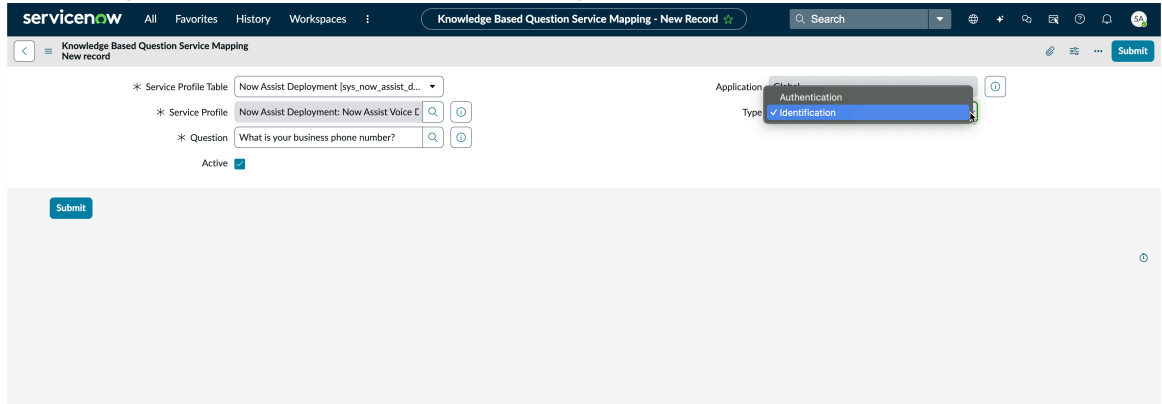 servicenow All Favorites History Workspaces Knowledge Based Question Service Mapping - New Record Search SA
Knowledge Based Question Service Mapping
New record
Submit
Service Profile Table Now Assist Deployment [sys_now_assist_d...
Application
Authentication
Service Profile Now Assist Deployment: Now Assist Voice
Type ✓ Identification
Question What is your business phone number?
Active
Submit